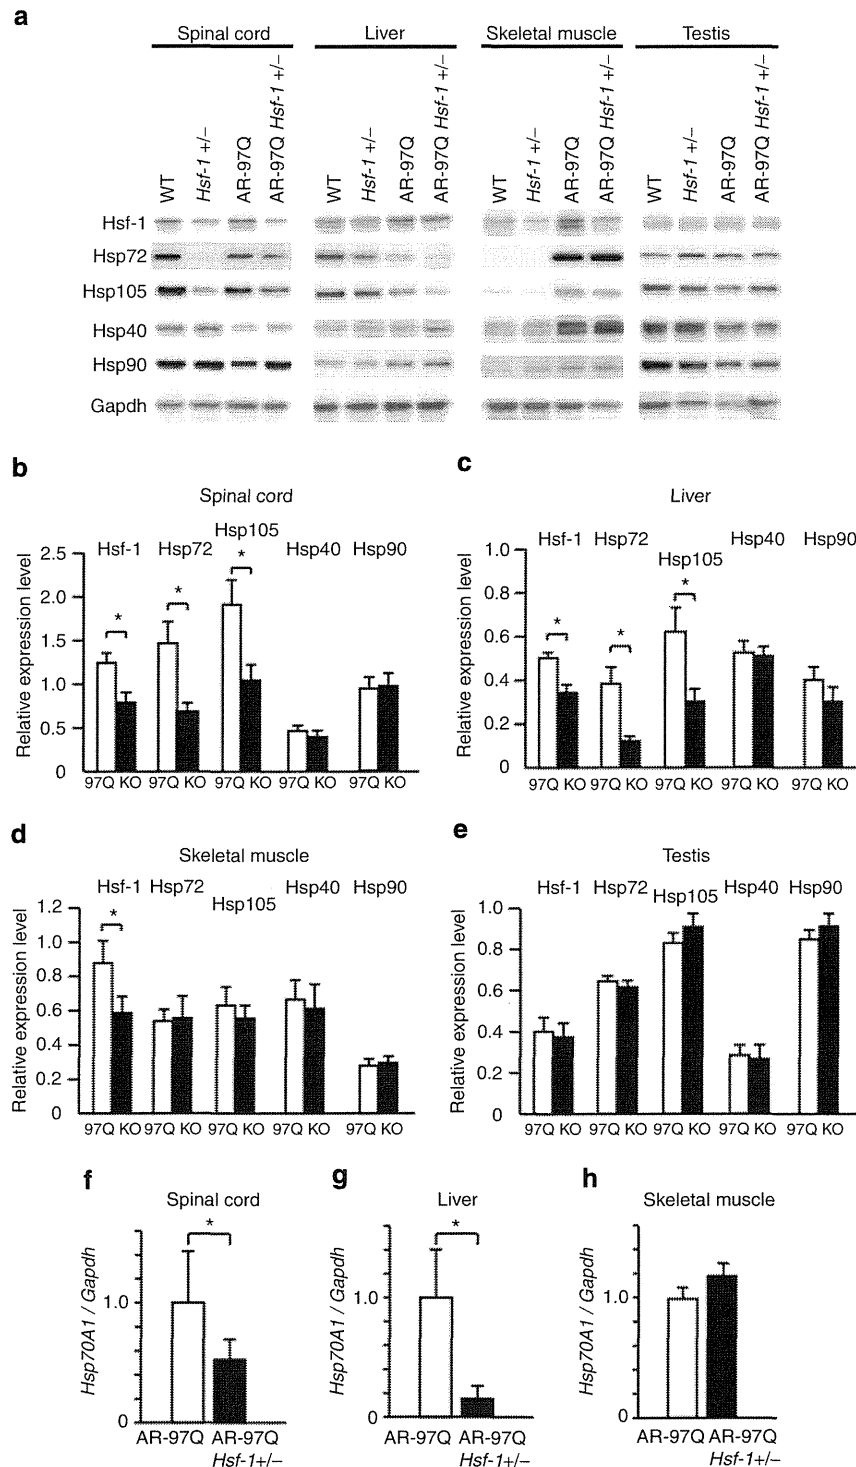 a
Spinal cord Liver Skeletal muscle Testis
WT Hsf-1 +/– AR-97Q AR-97Q Hsf-1 +/– WT Hsf-1 +/– AR-97Q AR-97Q Hsf-1 +/– WT Hsf-1 +/– AR-97Q AR-97Q Hsf-1 +/– WT Hsf-1 +/– AR-97Q AR-97Q Hsf-1 +/–
Hsf-1
Hsp72
Hsp105
Hsp40
Hsp90
Gapdh
b
Spinal cord
Hsf-1 Hsp72 Hsp105 Hsp40 Hsp90
Relative expression level
2.5
2.0
1.5
1.0
0.5
0
* * *
97Q KO 97Q KO 97Q KO 97Q KO 97Q KO
c
Liver
Hsf-1 Hsp72 Hsp105 Hsp40 Hsp90
Relative expression level
1.0
0.6
0.4
0.2
0
* * *
97Q KO 97Q KO 97Q KO 97Q KO 97Q KO
d
Skeletal muscle
Hsf-1 Hsp72 Hsp105 Hsp40 Hsp90
Relative expression level
1.2
1.0
0.8
0.6
0.4
0.2
0
*
97Q KO 97Q KO 97Q KO 97Q KO 97Q KO
e
Testis
Hsf-1 Hsp72 Hsp105 Hsp40 Hsp90
Relative expression level
1.0
0.8
0.6
0.4
0.2
0
97Q KO 97Q KO 97Q KO 97Q KO 97Q KO
f
Spinal cord
*
Hsp70A1 / Gapdh
1.0
0
AR-97Q AR-97Q
Hsf-1+/–
g
Liver
*
Hsp70A1 / Gapdh
1.0
0
AR-97Q AR-97Q
Hsf-1+/–
h
Skeletal muscle
Hsp70A1 / Gapdh
1.0
0
AR-97Q AR-97Q
Hsf-1+/–